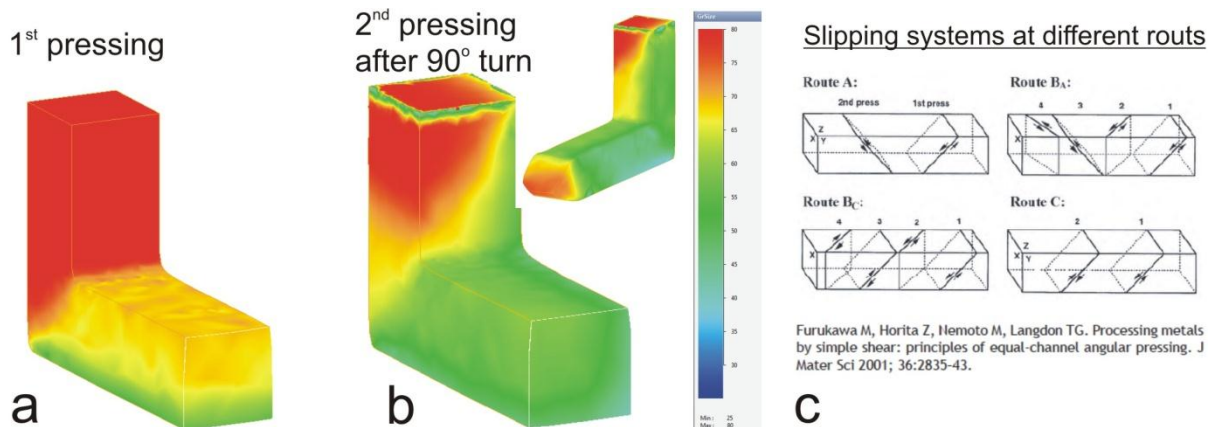 1st pressing
a
2nd pressing
after 90° turn
b
GrSize
80
75
70
65
60
55
50
45
40
35
30
Min : 25
Max : 80
Slipping systems at different routs
Route A:
2nd press 1st press
Z
X Y
Route BA:
4 3 2 1
Z
X Y
Route BC:
4 3 2 1
Z
X Y
Route C:
2 1
Z
X Y
Furukawa M, Horita Z, Nemoto M, Langdon TG. Processing metals
by simple shear: principles of equal-channel angular pressing. J
Mater Sci 2001; 36:2835-43.
c